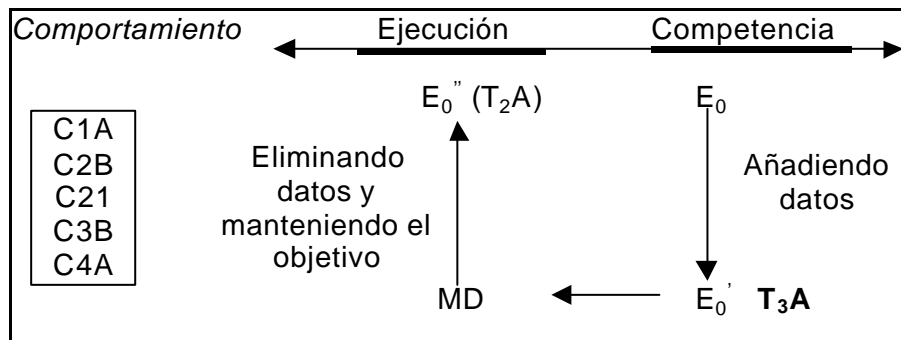 Comportamiento Ejecución Competencia
E₀” (T₂A) E₀
C1A
C2B
C21
C3B
C4A
Eliminando
datos y
manteniendo el
objetivo
Añadiendo
datos
MD E₀’ T₃A